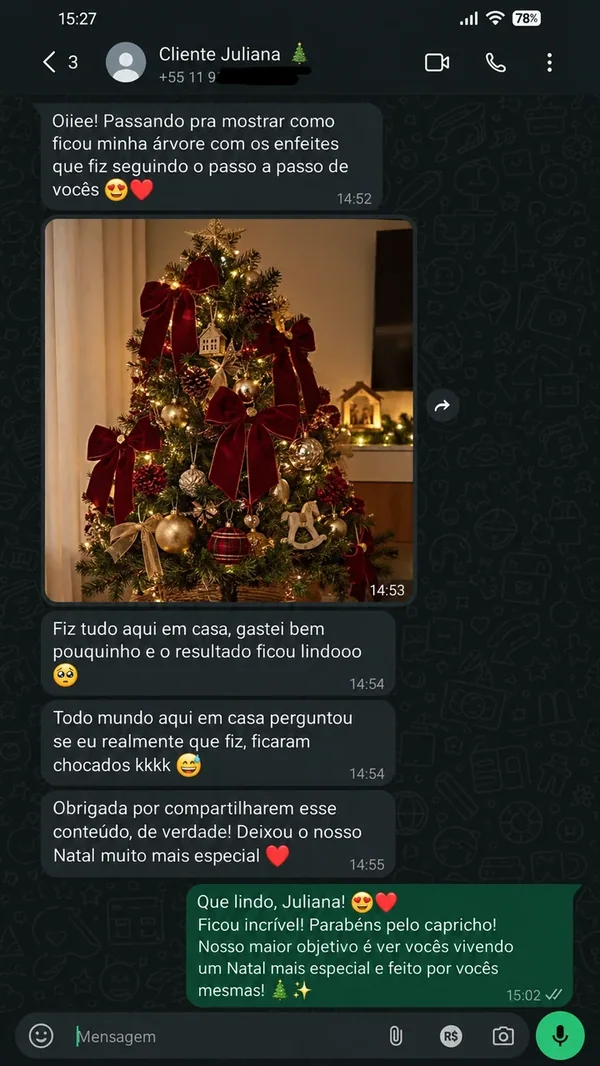 15:27
78%
3
Cliente Juliana 🎄
+55 11 9
Oiiee! Passando pra mostrar como
ficou minha árvore com os enfeites
que fiz seguindo o passo a passo de
vocês 😍❤️
14:52
14:53
Fiz tudo aqui em casa, gastei bem
pouquinho e o resultado ficou lindooo
🥺
14:54
Todo mundo aqui em casa perguntou
se eu realmente que fiz, ficaram
chocados kkkk 😅
14:54
Obrigada por compartilharem esse
conteúdo, de verdade! Deixou o nosso
Natal muito mais especial ❤️
14:55
Que lindo, Juliana! 😍❤️
Ficou incrível! Parabéns pelo capricho!
Nosso maior objetivo é ver vocês vivendo
um Natal mais especial e feito por vocês
mesmas! 🎄✨
15:02
Mensagem
R$